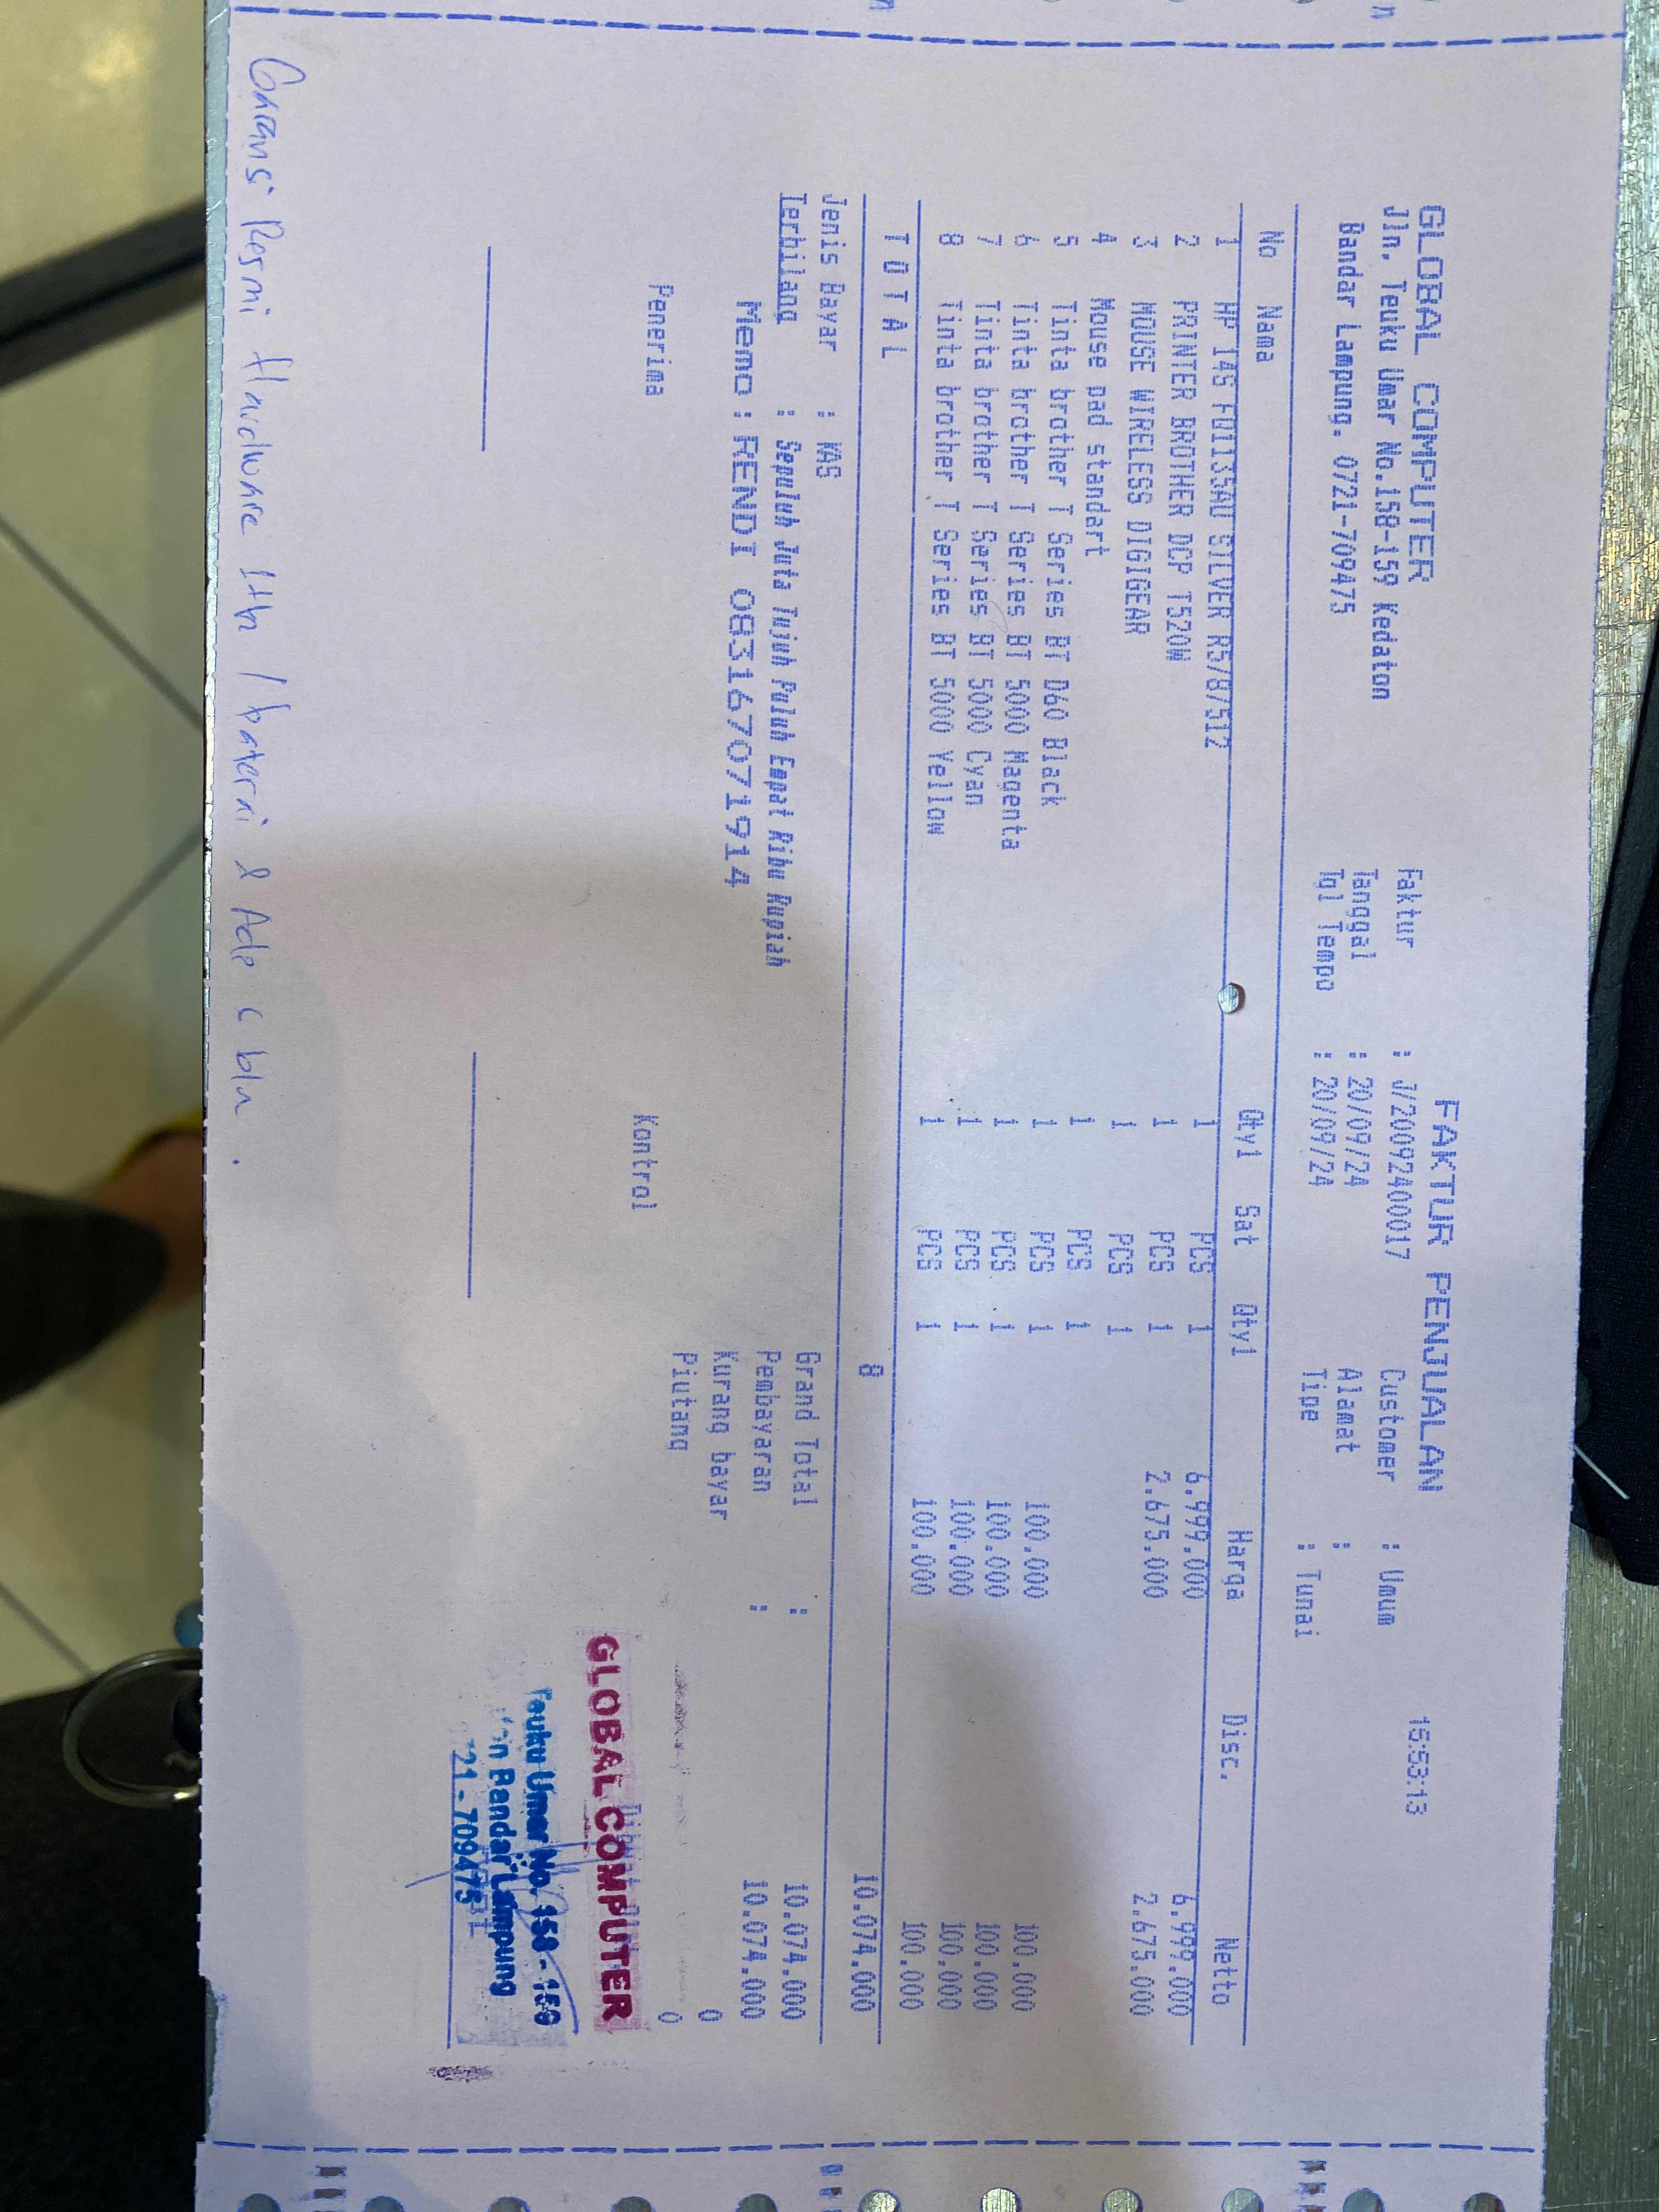 GLOBAL COMPUTER
Jln. Teuku Umar No.158-159 Kedaton
Bandar Lampung. 0721-709475
FAKTUR PENJUALAN
15:53:13
Faktur : J/20092400017
Tanggal : 20/09/24
Tgl Tempo : 20/09/24
Customer : Umum
Alamat :
Tipe : Tunai
No Nama Qty1 Sat Qty1 Harga Disc. Netto
1 HP 14S SILVER R5/8/512 1 PCS 1 6.999.000 6.999.000
2 PRINTER BROTHER DCP T520W 1 PCS 1 2.675.000 2.675.000
3 MOUSE WIRELESS DIGIGEAR 1 PCS 1
4 Mouse pad standart 1 PCS 1
5 Tinta brother T Series BT D60 Black 1 PCS 1 100.000 100.000
6 Tinta brother T Series BT 5000 Magenta 1 PCS 1 100.000 100.000
7 Tinta brother T Series BT 5000 Cyan 1 PCS 1 100.000 100.000
8 Tinta brother T Series BT 5000 Yellow 1 PCS 1 100.000 100.000
T O T A L 8 10.074.000
Jenis Bayar : KAS
Terbilang : Sepuluh Juta Tujuh Puluh Empat Ribu Rupiah
Memo : RENDI 083167071914
Grand Total : 10.074.000
Pembayaran : 10.074.000
Kurang bayar 0
Piutang 0
Penerima
Kontrol
GLOBAL COMPUTER
Teuku Umar No. 158 - 159
Bandar Lampung
21 - 709475
Garansi Resmi Hardware 1th / baterai & Ade 6 bln.